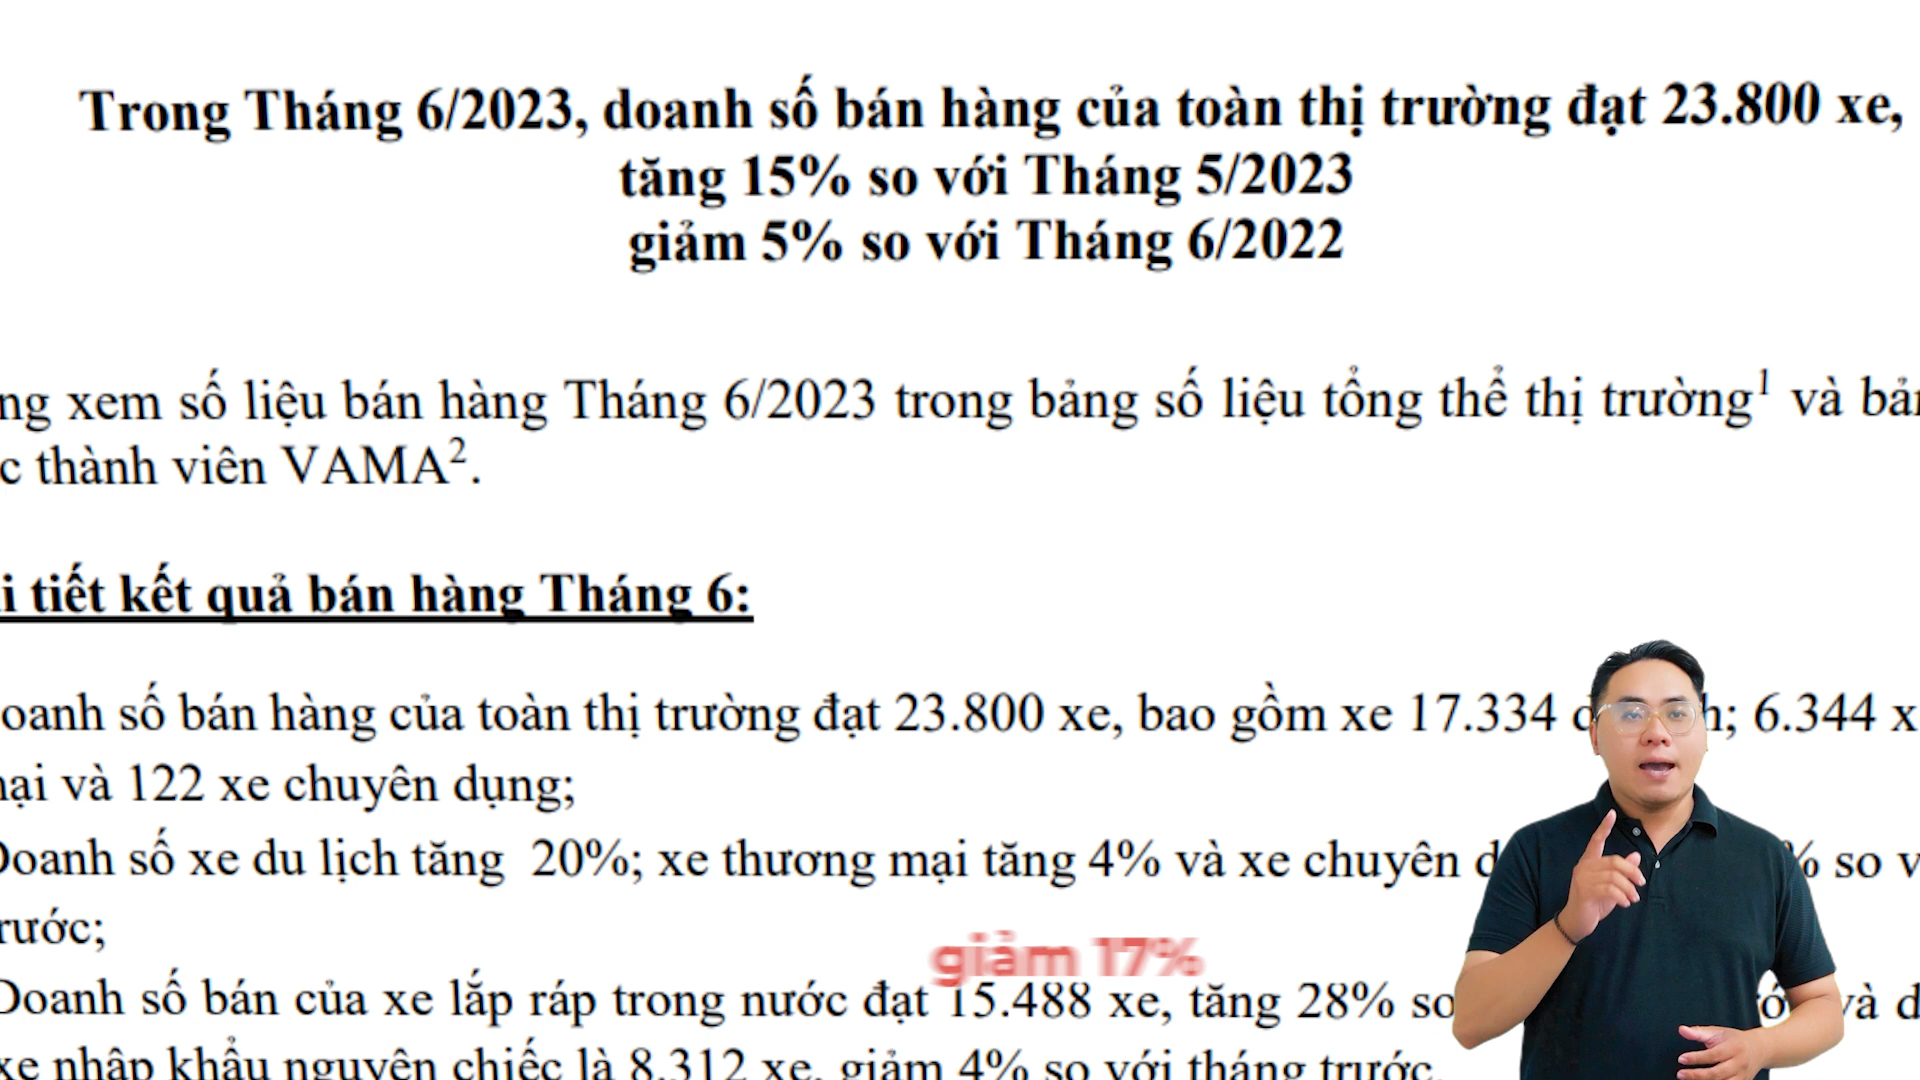 Trong Tháng 6/2023, doanh số bán hàng của toàn thị trường đạt 23.800 xe,
tăng 15% so với Tháng 5/2023
giảm 5% so với Tháng 6/2022
ng xem số liệu bán hàng Tháng 6/2023 trong bảng số liệu tổng thể thị trường¹ và bản
c thành viên VAMA².
i tiết kết quả bán hàng Tháng 6:
oanh số bán hàng của toàn thị trường đạt 23.800 xe, bao gồm xe 17.334 d h; 6.344 x
nại và 122 xe chuyên dụng;
Doanh số xe du lịch tăng 20%; xe thương mại tăng 4% và xe chuyên d % so v
rước;
giảm 17%
Doanh số bán của xe lắp ráp trong nước đạt 15.488 xe, tăng 28% so và d
xe nhập khẩu nguyên chiếc là 8.312 xe, giảm 4% so với tháng trước.